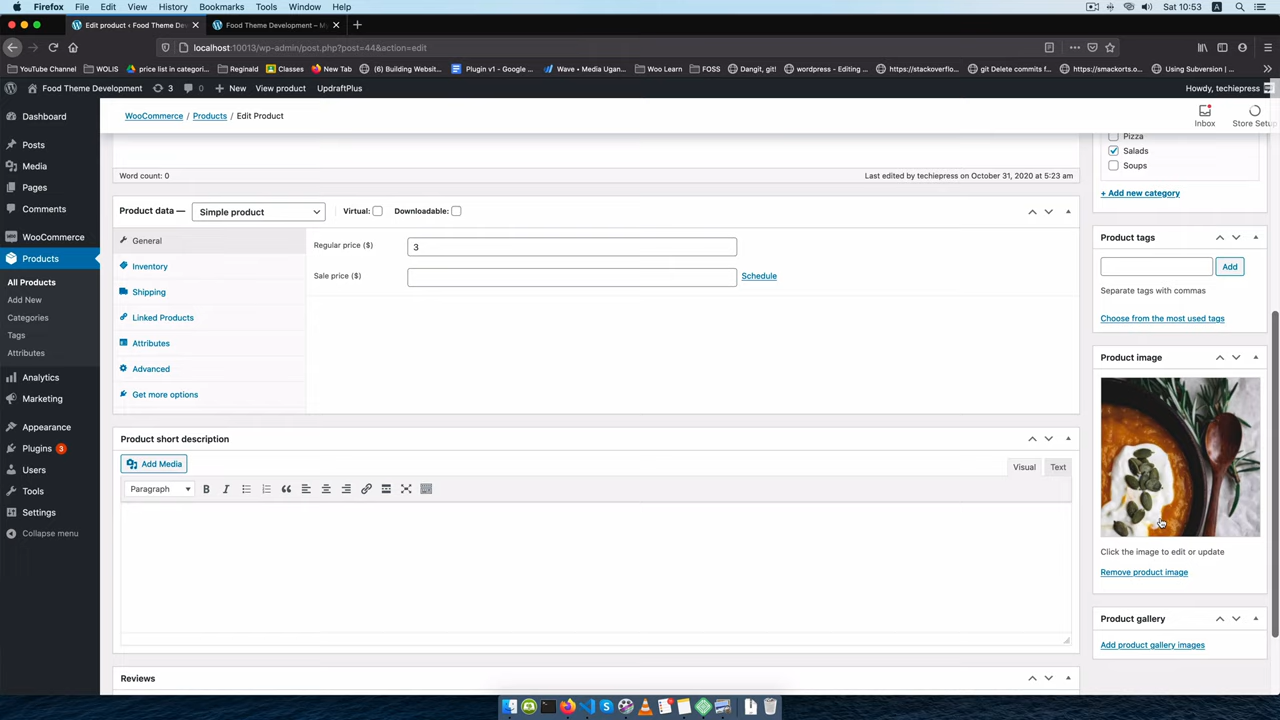 Firefox File Edit View History Bookmarks Tools Window Help Sat 10:53 A
Edit product ‹ Food Theme Dev Food Theme Development – M
localhost:10013/wp-admin/post.php?post=44&action=edit
YouTube Channel WOLIS price list in categori... Reginald Classes New Tab (6) Building Websit... Plugin v1 - Google ... Wave • Media Ugan... Woo Learn FOSS Dangit, git! wordpress - Editing ... https://stackoverflo... git Delete commits f... https://smackorts.o... Using Subversion | ...
Food Theme Development 3 0 + New View product UpdraftPlus Howdy, techiepress
WooCommerce / Products / Edit Product
Inbox
Store Setup
Dashboard
Posts
Media
Pages
Comments
WooCommerce
Products
All Products
Add New
Categories
Tags
Attributes
Analytics
Marketing
Appearance
Plugins 3
Users
Tools
Settings
Collapse menu
Word count: 0 Last edited by techiepress on October 31, 2020 at 5:23 am
Product data — Simple product Virtual: Downloadable:
General
Inventory
Shipping
Linked Products
Attributes
Advanced
Get more options
Regular price ($) 3
Sale price ($) Schedule
Product short description
Add Media
Visual Text
Paragraph
Reviews
Pizza
Salads
Soups
+ Add new category
Product tags
Add
Separate tags with commas
Choose from the most used tags
Product image
Click the image to edit or update
Remove product image
Product gallery
Add product gallery images